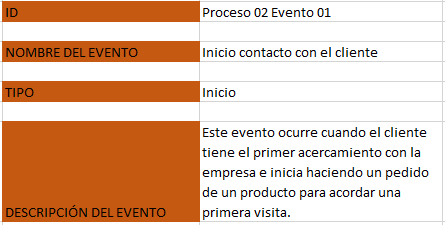 ID Proceso 02 Evento 01
NOMBRE DEL EVENTO Inicio contacto con el cliente
TIPO Inicio
DESCRIPCIÓN DEL EVENTO
Este evento ocurre cuando el cliente
tiene el primer acercamiento con la
empresa e inicia haciendo un pedido
de un producto para acordar una
primera visita.